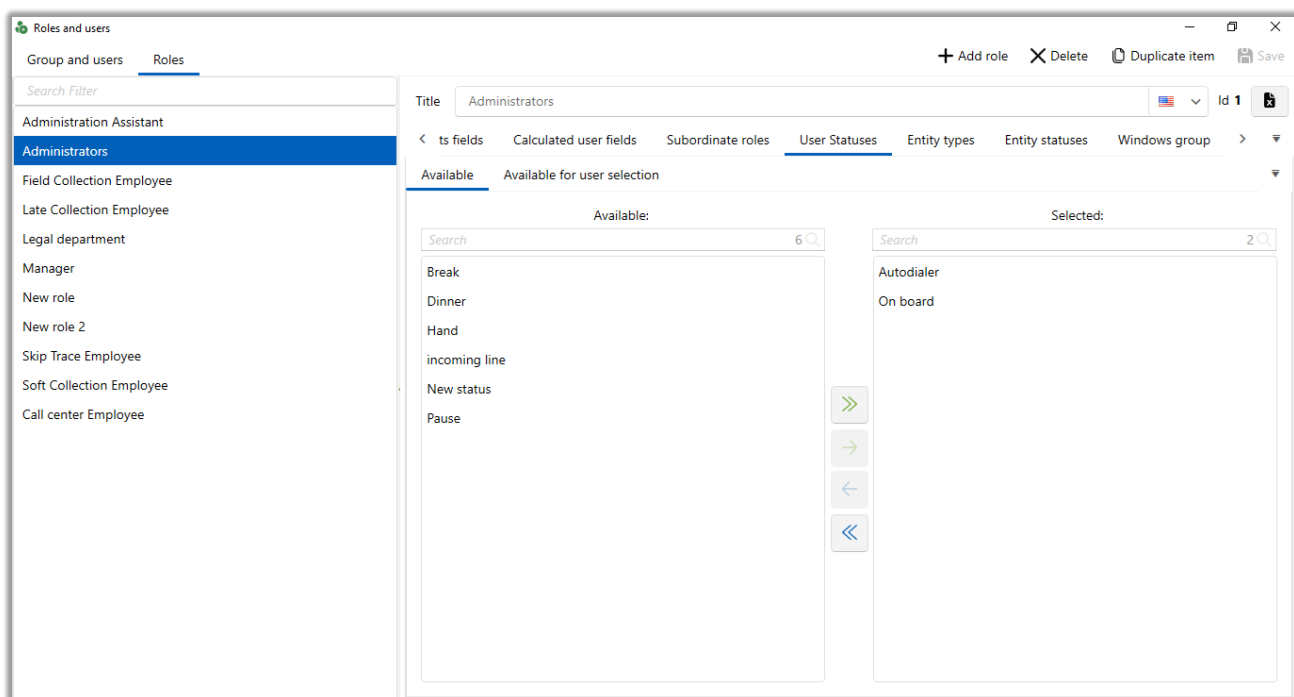 Roles and users
Group and users Roles
Add role Delete Duplicate item Save
Search Filter
Administration Assistant
Administrators
Field Collection Employee
Late Collection Employee
Legal department
Manager
New role
New role 2
Skip Trace Employee
Soft Collection Employee
Call center Employee
Title Administrators Id 1
ts fields Calculated user fields Subordinate roles User Statuses Entity types Entity statuses Windows group
Available Available for user selection
Available:
Search 6
Break
Dinner
Hand
incoming line
New status
Pause
Selected:
Search 2
Autodialer
On board